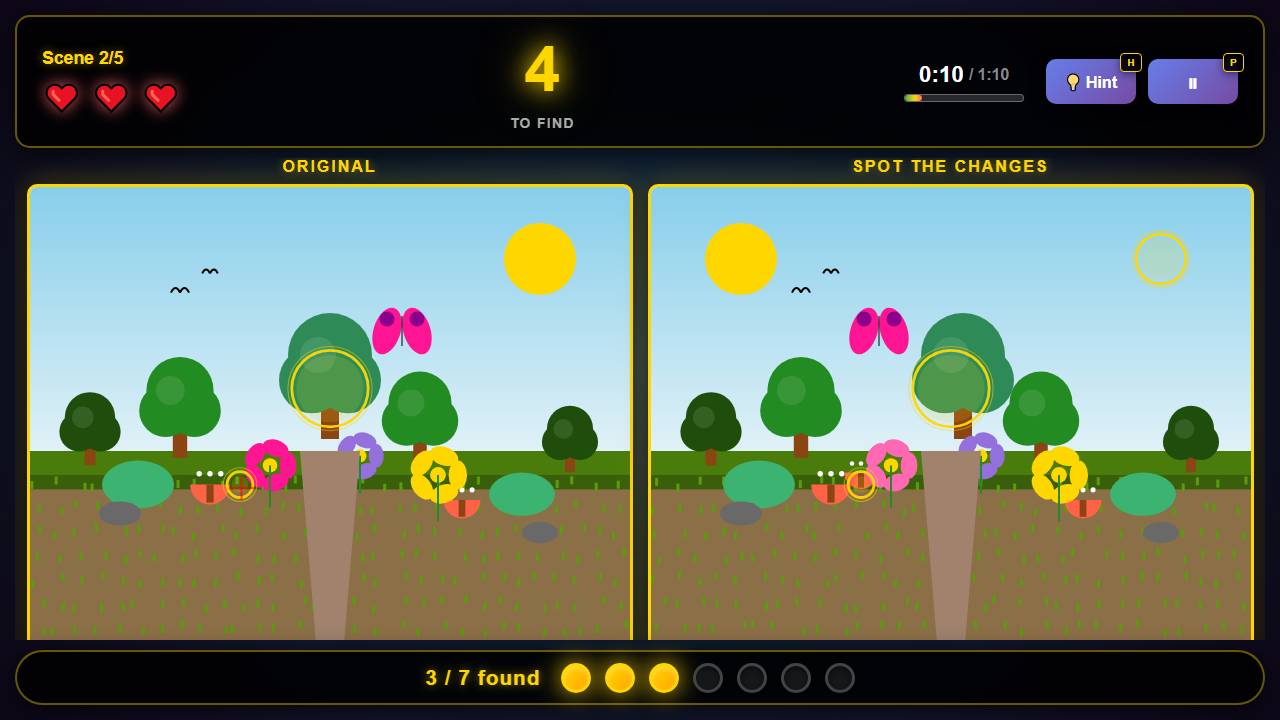 Scene 2/5
4
TO FIND
0:10 / 1:10
Hint
H
P
ORIGINAL
SPOT THE CHANGES
3 / 7 found